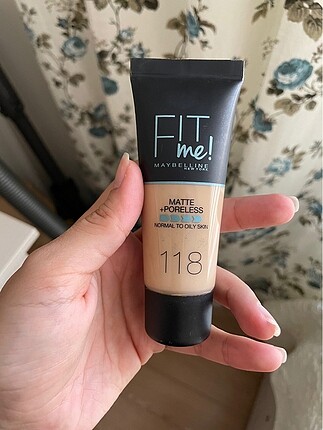 FIT
me!
MAYBELLINE
NEW YORK
MATTE
+PORELESS
NORMAL TO OILY SKIN
118